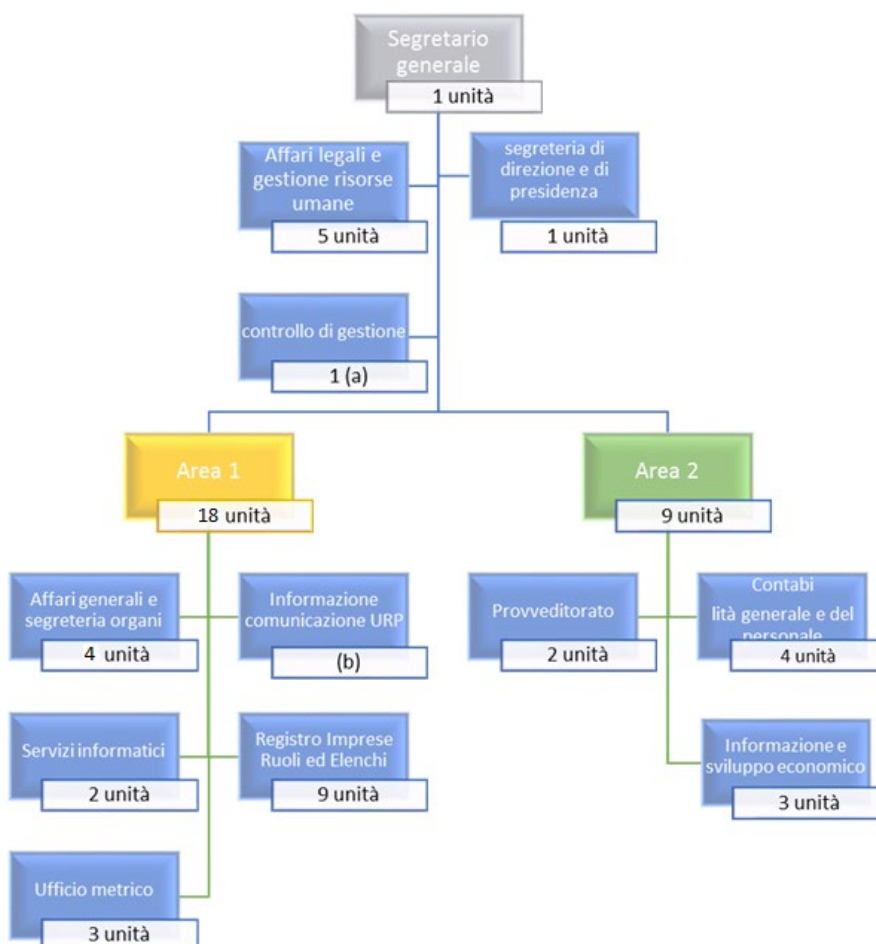 Segretario
generale
1 unità
Affari legali e
gestione risorse
umane
5 unità
segreteria di
direzione e di
presidenza
1 unità
controllo di gestione
1 (a)
Area 1
18 unità
Area 2
9 unità
Affari generali e
segreteria organi
4 unità
Informazione
comunicazione URP
(b)
Provveditorato
2 unità
Contabi
lità generale e del
personale
4 unità
Servizi informatici
2 unità
Registro Imprese
Ruoli ed Elenchi
9 unità
Informazione e
sviluppo economico
3 unità
Ufficio metrico
3 unità